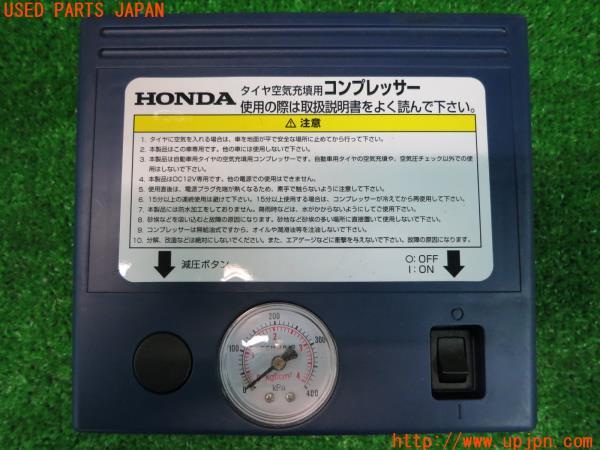 USED PARTS JAPAN
HONDA タイヤ空気充填用コンプレッサー
使用の際は取扱説明書をよく読んで下さい。
⚠ 注意
1. タイヤに空気を入れる場合は、車を地面が平で安全な場所に止めてから行って下さい。
2. 本製品はこの車専用です。他の車には使用しないで下さい。
3. 本製品は自動車用タイヤの空気充填用コンプレッサーです。自動車用タイヤの空気充填や、空気圧チェック以外での使用はしないで下さい。
4. 本製品はDC12V専用です。他の電源での使用はできません。
5. 使用直後は、電源プラグ先端が熱くなるため、素手で触らないように注意して下さい。
6. 15分以上の連続使用は避けて下さい。15分以上使用する場合は、コンプレッサーが冷えてから再使用して下さい。
7. 本製品には防水加工をしておりません。降雨時などは、水がかからないようにしてご使用下さい。
8. 砂埃などを吸い込むと故障の原因になります。砂地など砂埃の多い場所に直接置いて使用しないで下さい。
9. コンプレッサーは無給油式ですから、オイルや潤滑油等を注油しないで下さい。
10. 分解、改造などは絶対にしないでください。また、エアゲージなどに衝撃を与えないで下さい。故障の原因になります。
減圧ボタン
O:OFF
I:ON
0 100 200 300 400
kgf/cm²
kPa
http://www.upjpn.com/